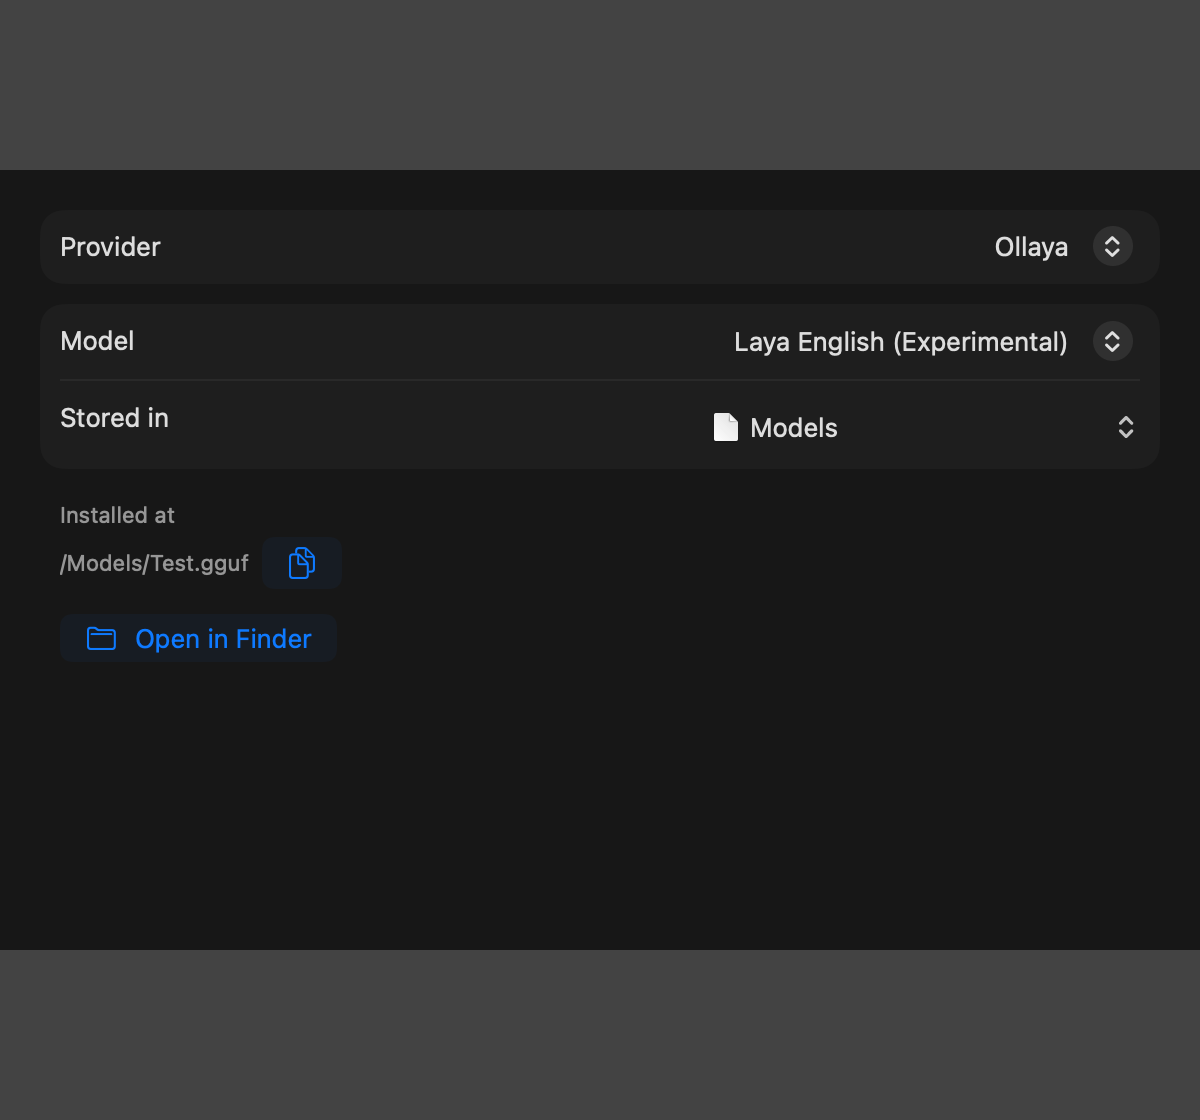 Provider
Ollaya
Model
Laya English (Experimental)
Stored in
Models
Installed at
/Models/Test.gguf
Open in Finder